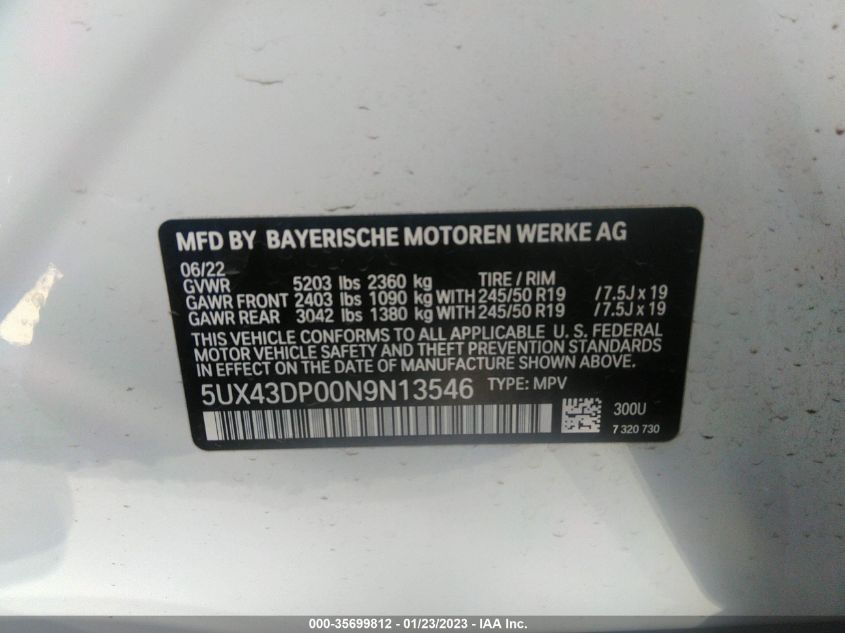 MFD BY BAYERISCHE MOTOREN WERKE AG
06/22
GVWR 5203 lbs 2360 kg TIRE / RIM
GAWR FRONT 2403 lbs 1090 kg WITH 245/50 R19 /7.5J x 19
GAWR REAR 3042 lbs 1380 kg WITH 245/50 R19 /7.5J x 19
THIS VEHICLE CONFORMS TO ALL APPLICABLE U. S. FEDERAL
MOTOR VEHICLE SAFETY AND THEFT PREVENTION STANDARDS
IN EFFECT ON THE DATE OF MANUFACTURE SHOWN ABOVE.
5UX43DP00N9N13546 TYPE: MPV
300U
7 320 730
000-35699812 - 01/23/2023 - IAA Inc.